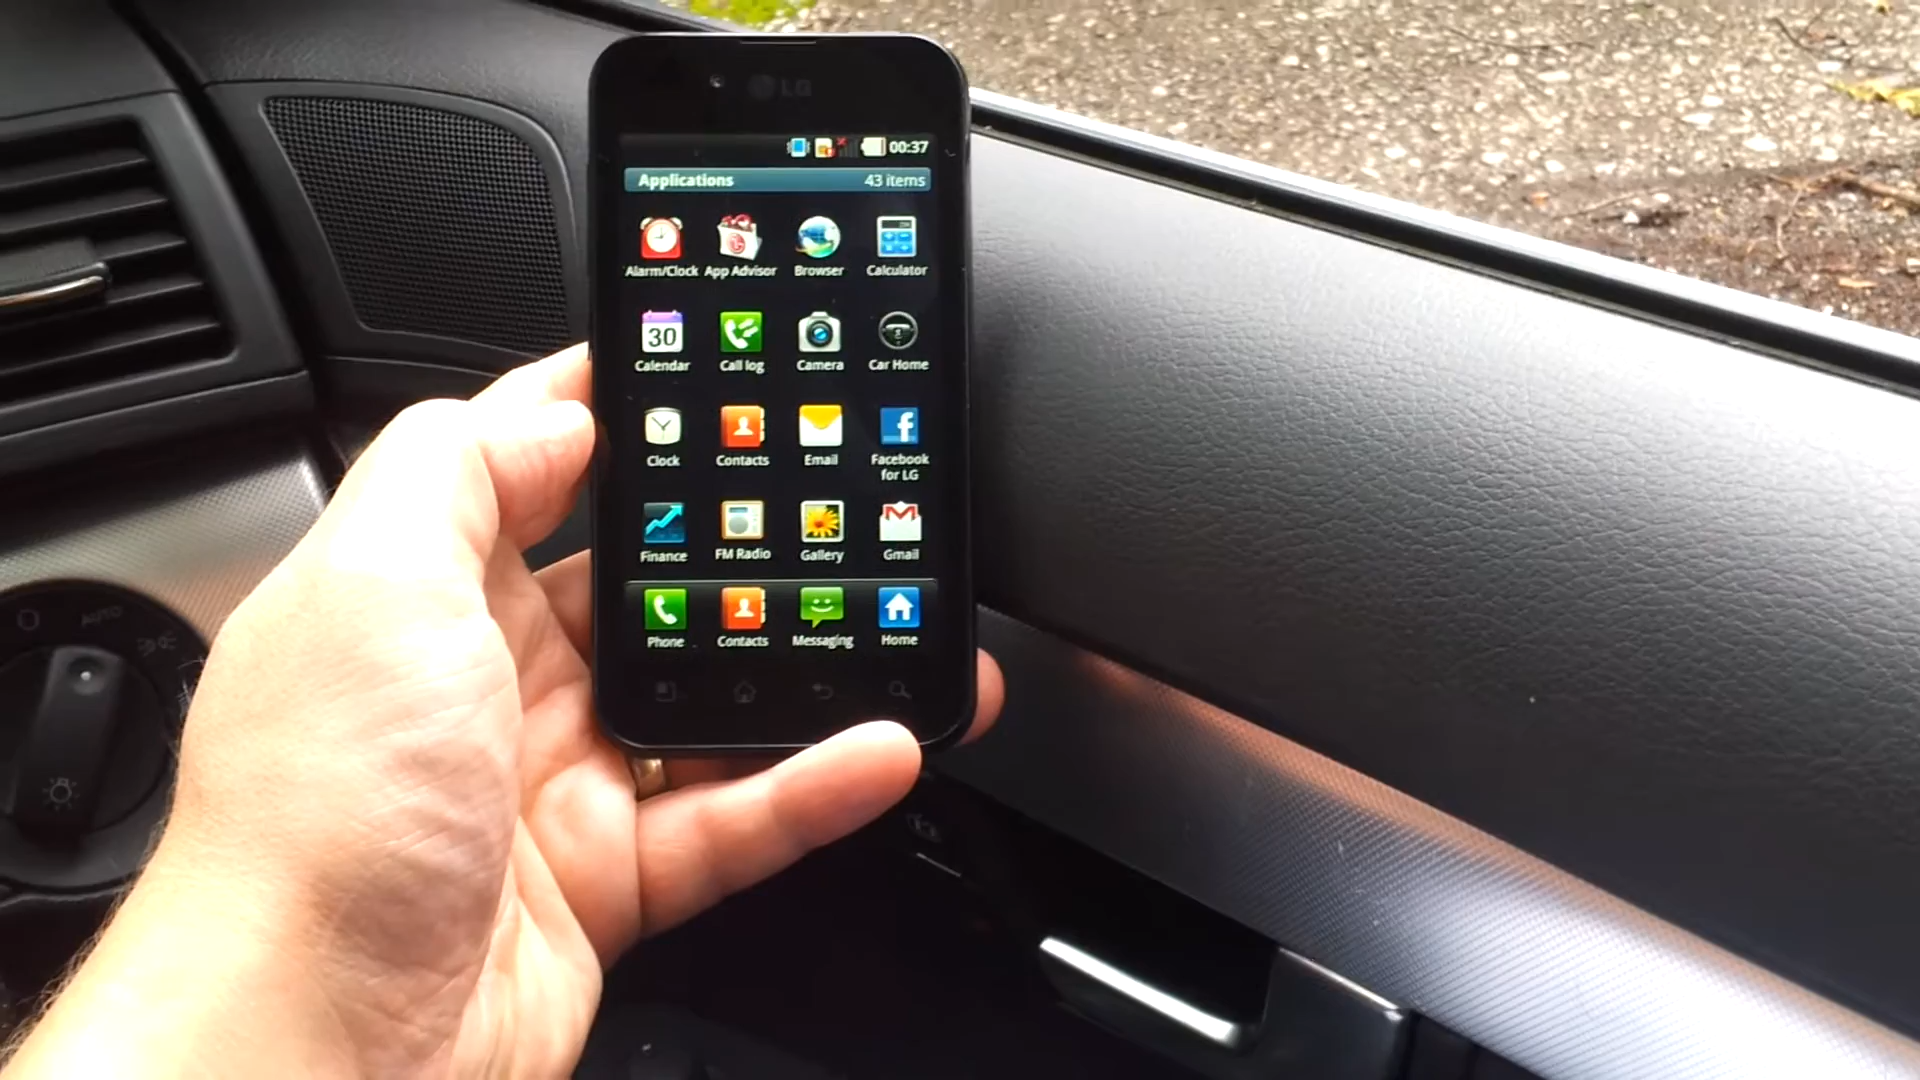 LG
00:37
Applications 43 items
Alarm/Clock App Advisor Browser Calculator
30
Calendar Call log Camera Car Home
Clock Contacts Email Facebook for LG
Finance FM Radio Gallery Gmail
Phone Contacts Messaging Home
AUTO